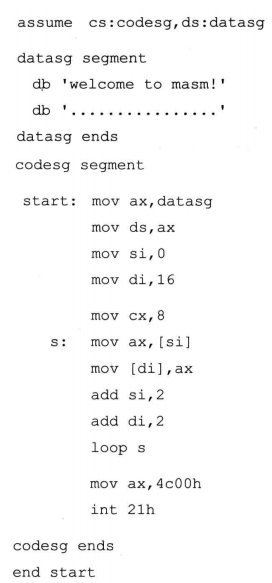 assume cs:codesg,ds:datasg
datasg segment
db 'welcome to masm!'
db '................'
datasg ends
codesg segment
start: mov ax,datasg
mov ds,ax
mov si,0
mov di,16
mov cx,8
s: mov ax,[si]
mov [di],ax
add si,2
add di,2
loop s
mov ax,4c00h
int 21h
codesg ends
end start